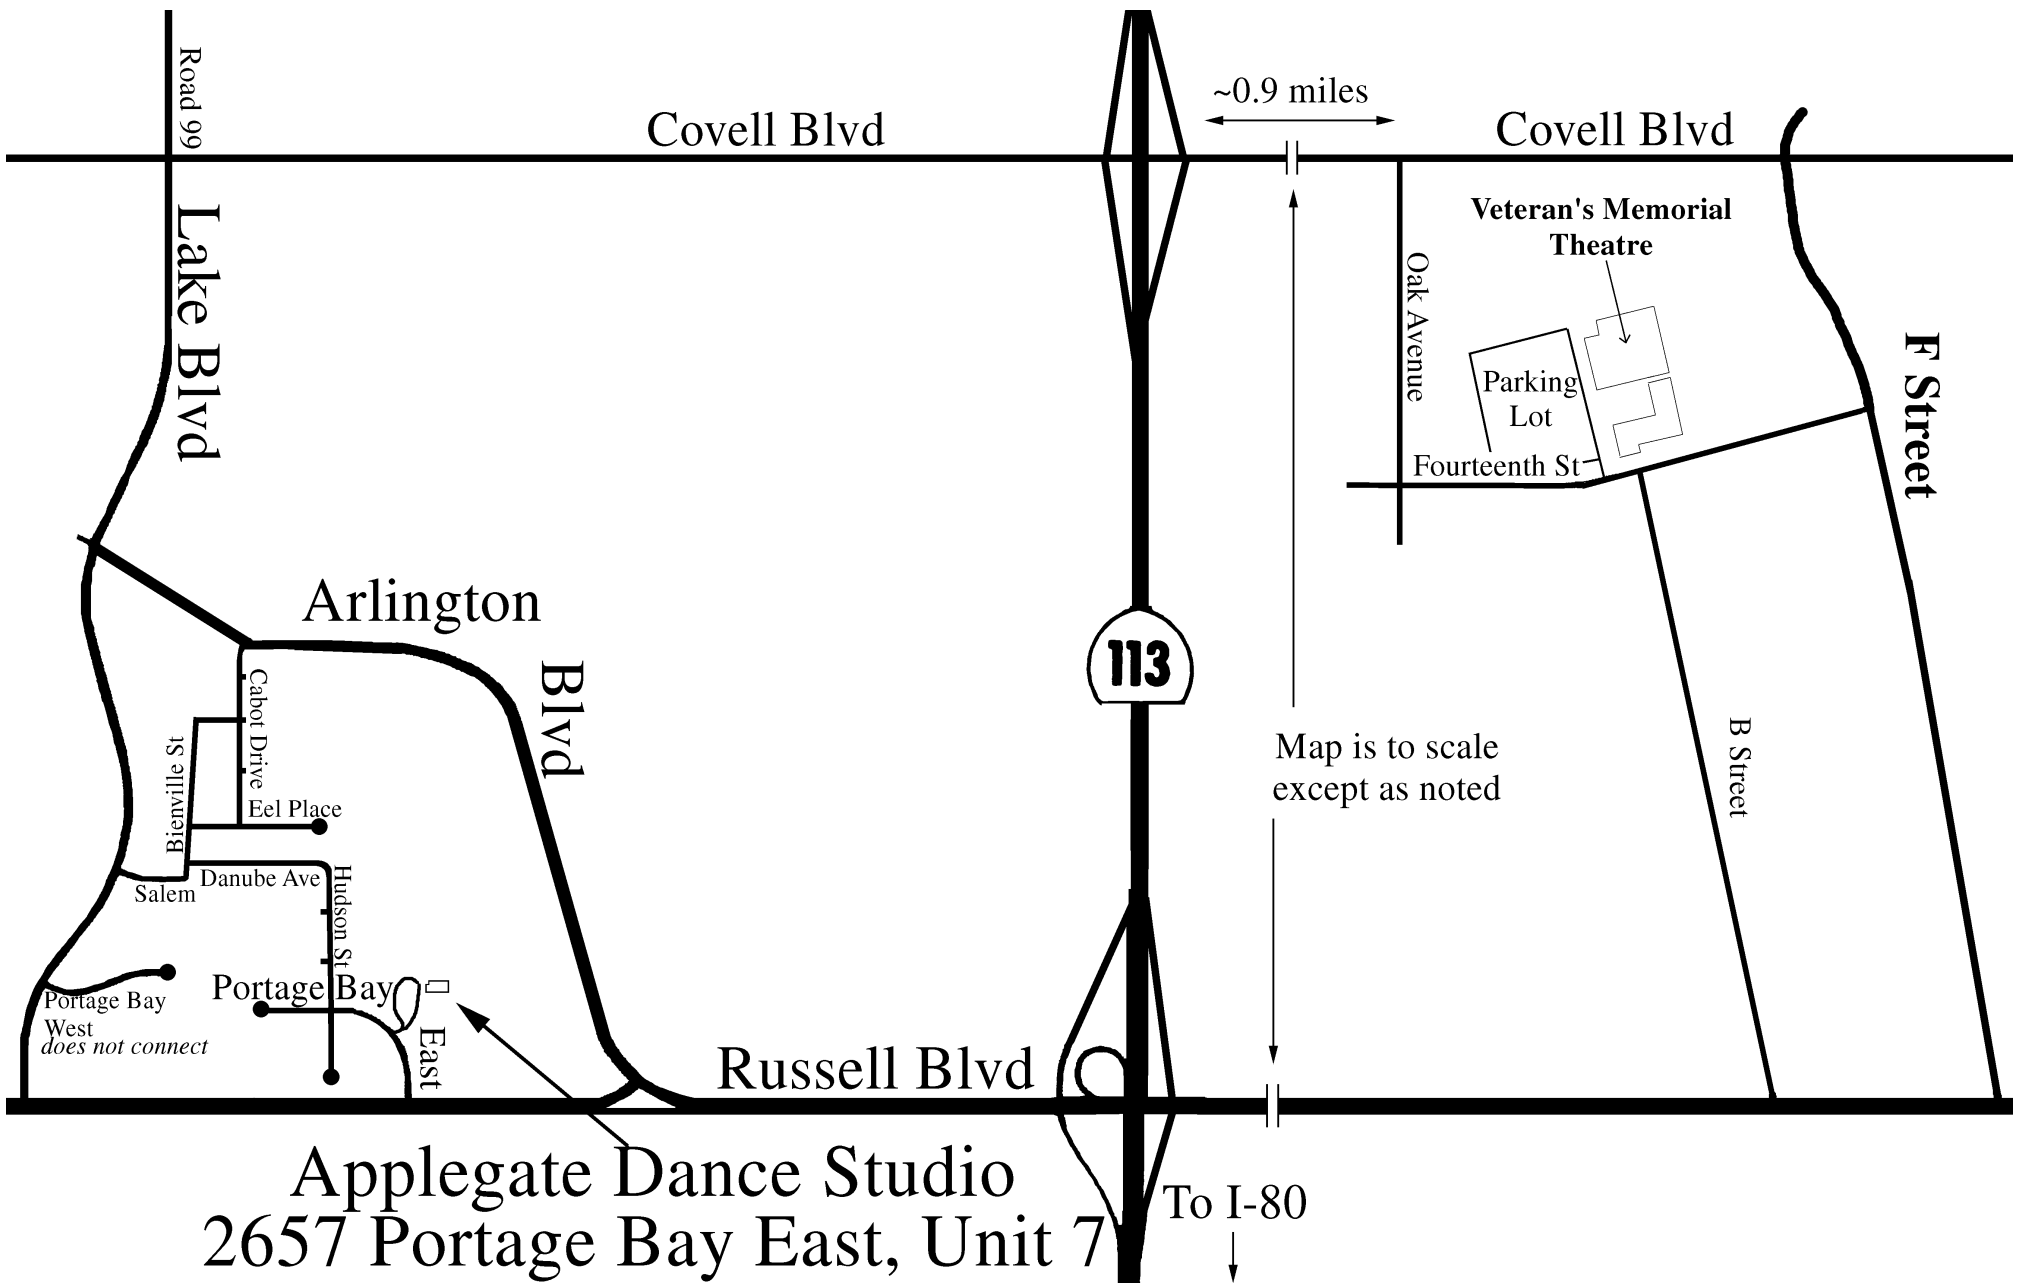 Road 99
Covell Blvd
~0.9 miles
Covell Blvd
Lake Blvd
Veteran's Memorial
Theatre
Oak Avenue
Parking
Lot
Fourteenth St
F Street
Arlington
Blvd
113
Cabot Drive
Bienville St
Eel Place
Map is to scale
except as noted
B Street
Salem
Danube Ave
Hudson St
Portage Bay
West
does not connect
Portage Bay
East
Russell Blvd
Applegate Dance Studio
2657 Portage Bay East, Unit 7
To I-80